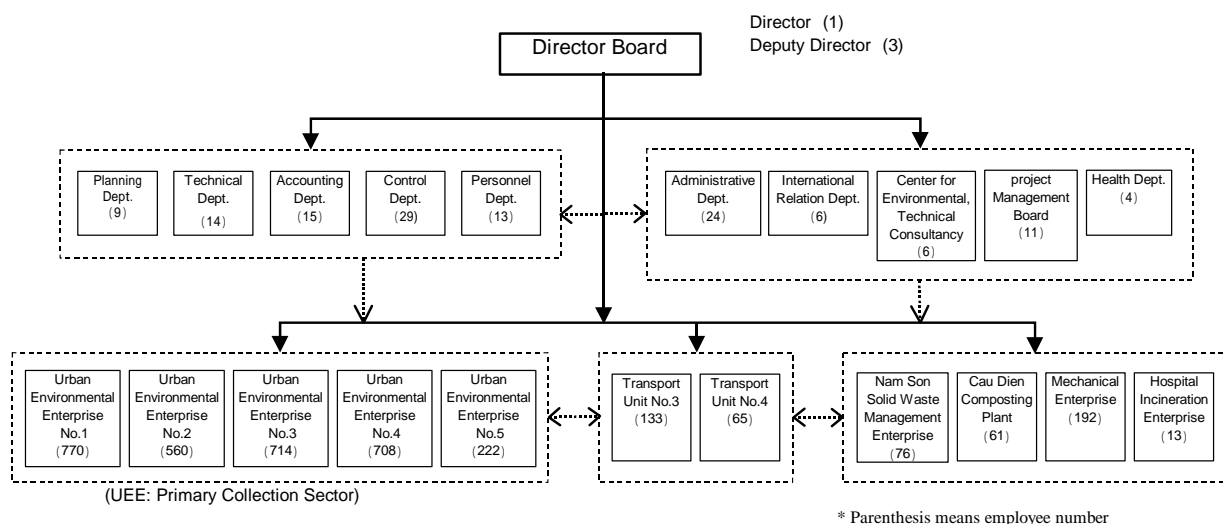 Director (1)
Deputy Director (3)
Director Board
Planning
Dept.
(9)
Technical
Dept.
(14)
Accounting
Dept.
(15)
Control
Dept.
(29)
Personnel
Dept.
(13)
Administrative
Dept.
(24)
International
Relation Dept.
(6)
Center for
Environmental,
Technical
Consultancy
(6)
project
Management
Board
(11)
Health Dept.
(4)
Urban
Environmental
Enterprise
No.1
(770)
Urban
Environmental
Enterprise
No.2
(560)
Urban
Environmental
Enterprise
No.3
(714)
Urban
Environmental
Enterprise
No.4
(708)
Urban
Environmental
Enterprise
No.5
(222)
Transport
Unit No.3
(133)
Transport
Unit No.4
(65)
Nam Son
Solid Waste
Management
Enterprise
(76)
Cau Dien
Composting
Plant
(61)
Mechanical
Enterprise
(192)
Hospital
Incineration
Enterprise
(13)
(UEE: Primary Collection Sector)
* Parenthesis means employee number